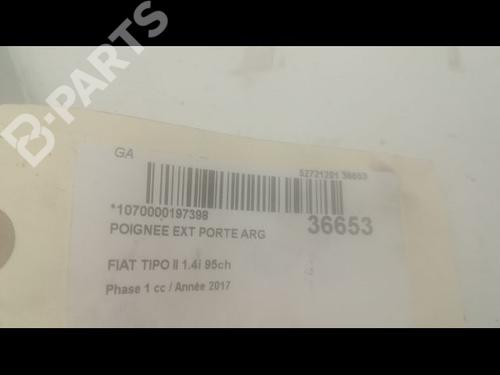 B-PARTS
GA
52721201 36653
*1070000197398
36653
POIGNEE EXT PORTE ARG
FIAT TIPO II 1.4i 95ch
Phase 1 cc / Année 2017